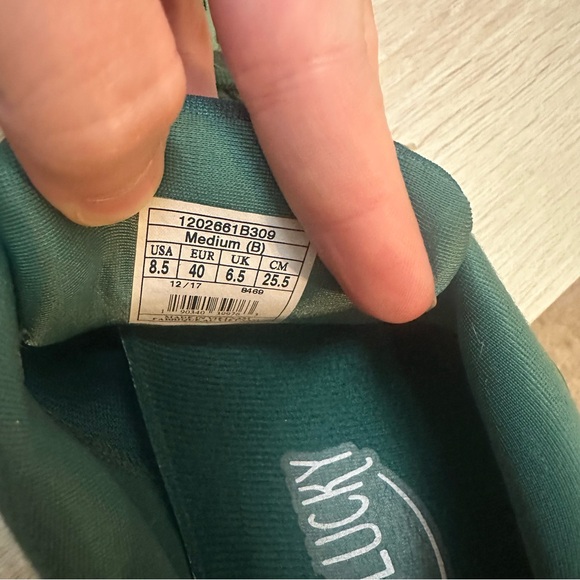 1202661B309
Medium (B)
USA EUR UK CM
8.5 40 6.5 25.5
12/17 8469
LUCKY